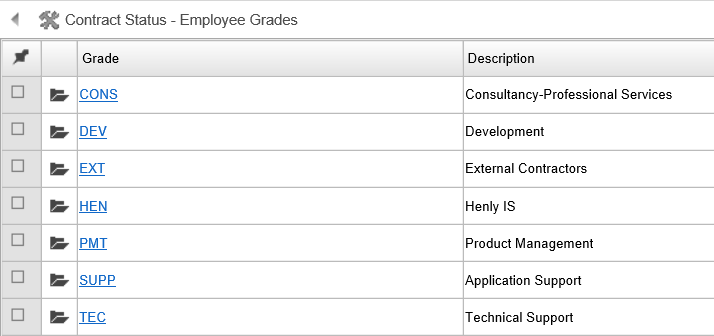 Contract Status - Employee Grades
Grade Description
CONS Consultancy-Professional Services
DEV Development
EXT External Contractors
HEN Henly IS
PMT Product Management
SUPP Application Support
TEC Technical Support